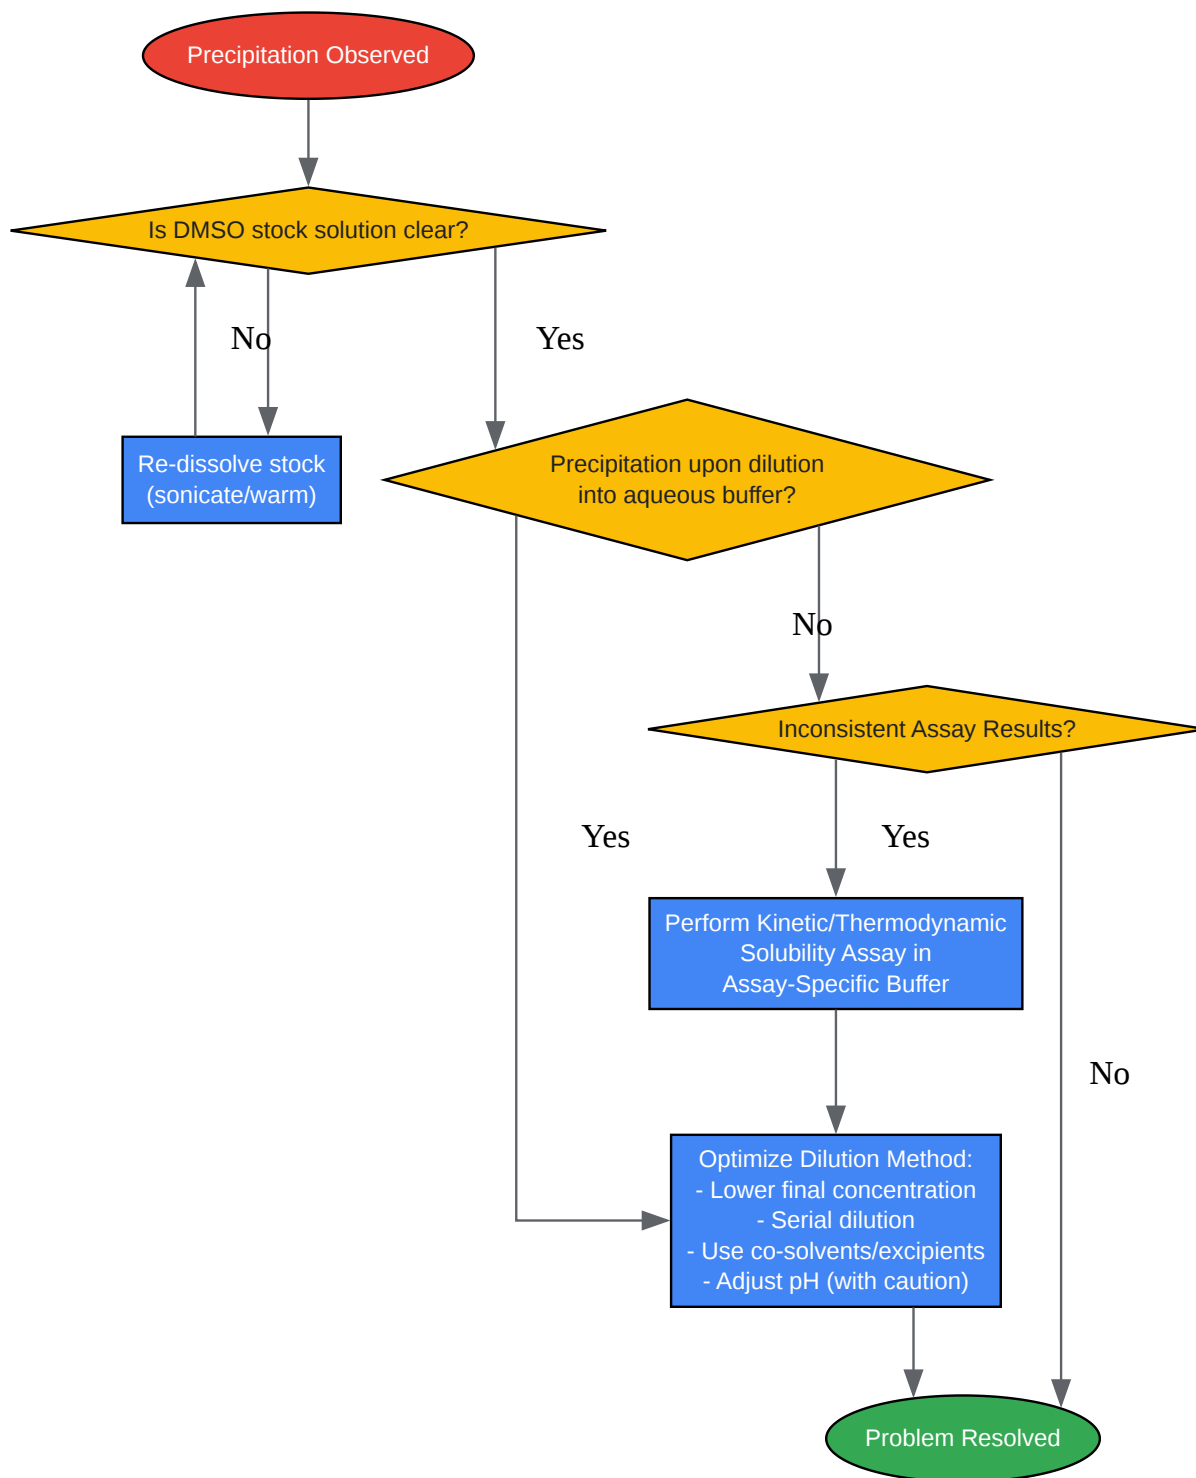 Precipitation Observed
Is DMSO stock solution clear?
No
Yes
Re-dissolve stock
(sonicate/warm)
Precipitation upon dilution
into aqueous buffer?
No
Inconsistent Assay Results?
Yes
Yes
Perform Kinetic/Thermodynamic
Solubility Assay in
Assay-Specific Buffer
No
Optimize Dilution Method:
- Lower final concentration
- Serial dilution
- Use co-solvents/excipients
- Adjust pH (with caution)
Problem Resolved